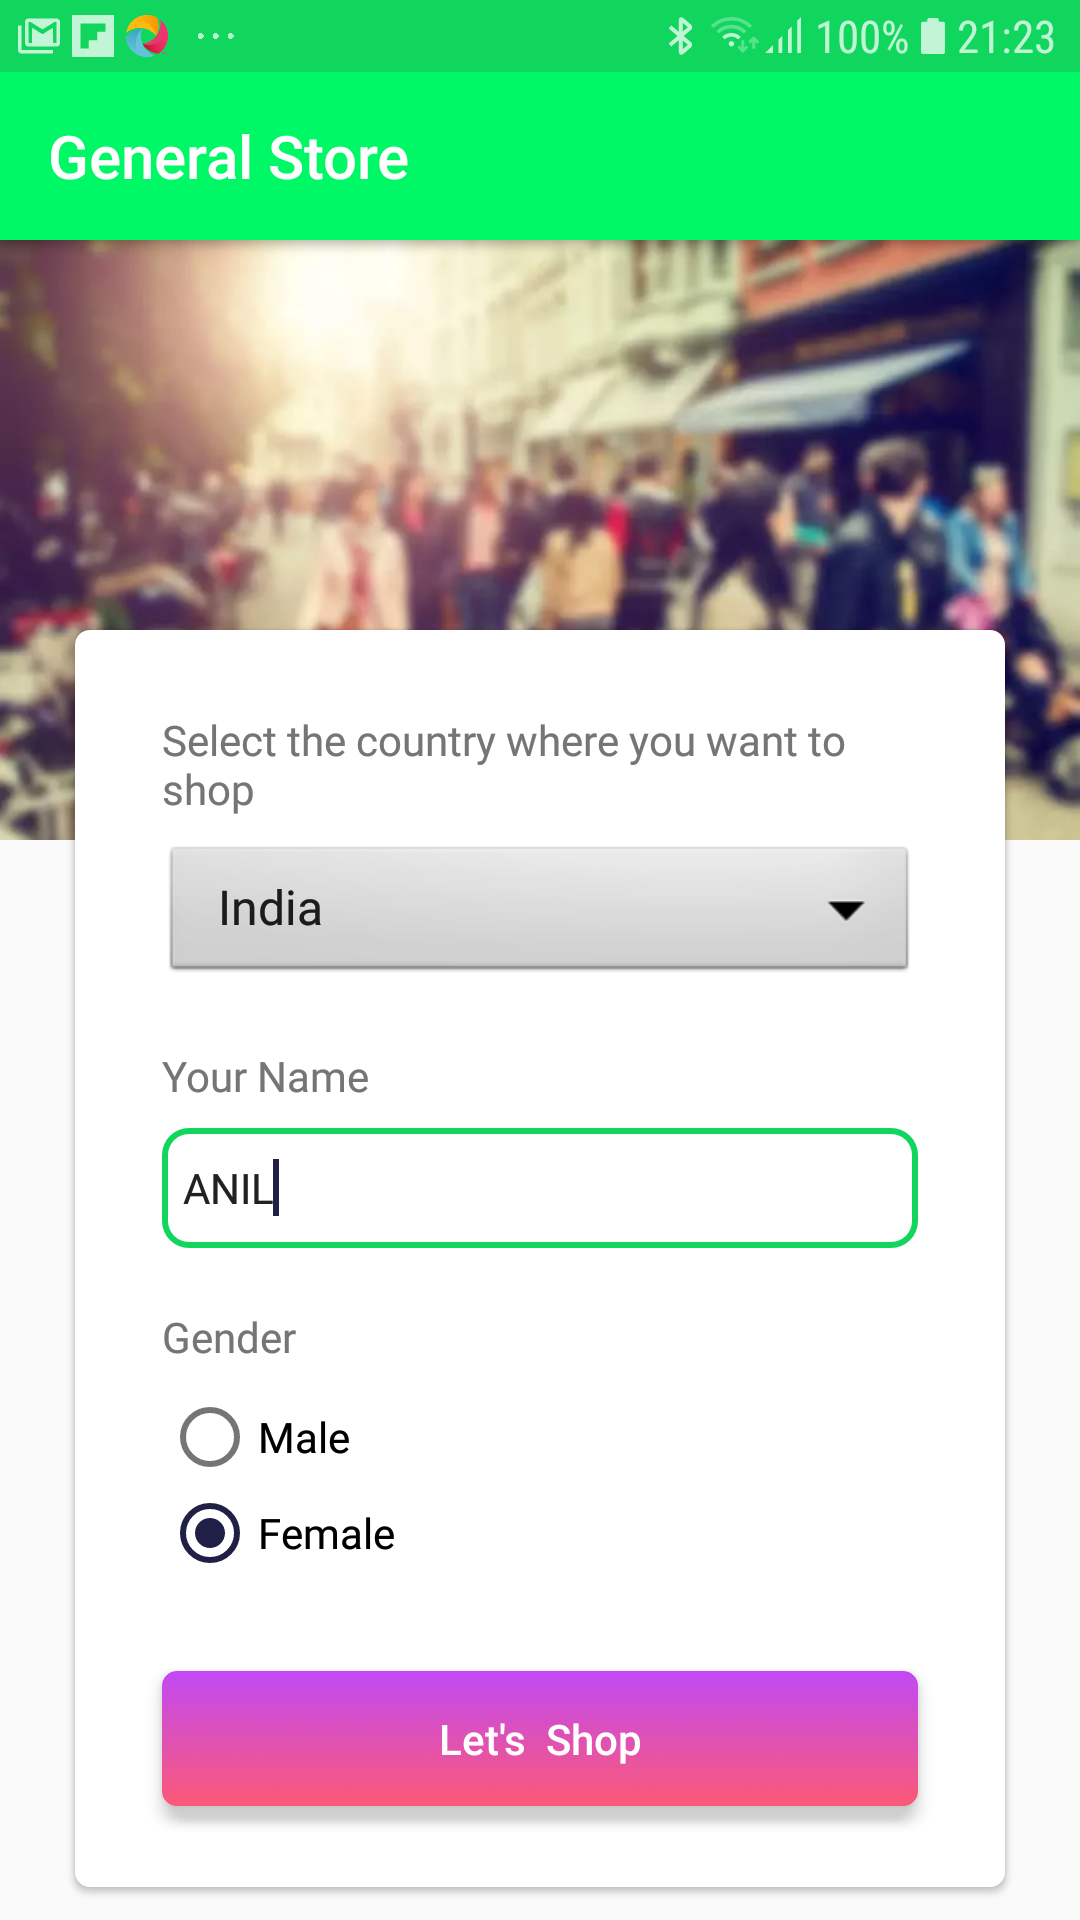 100% 21:23
General Store
Select the country where you want to
shop
India
Your Name
ANIL
Gender
Male
Female
Let's Shop